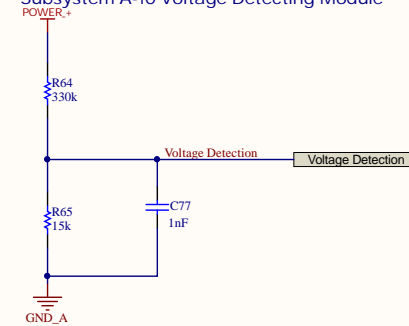 Subsystem A-10 Voltage Detecting Module
POWER_+
R64
330k
Voltage Detection
Voltage Detection
R65
15k
C77
1nF
GND_A